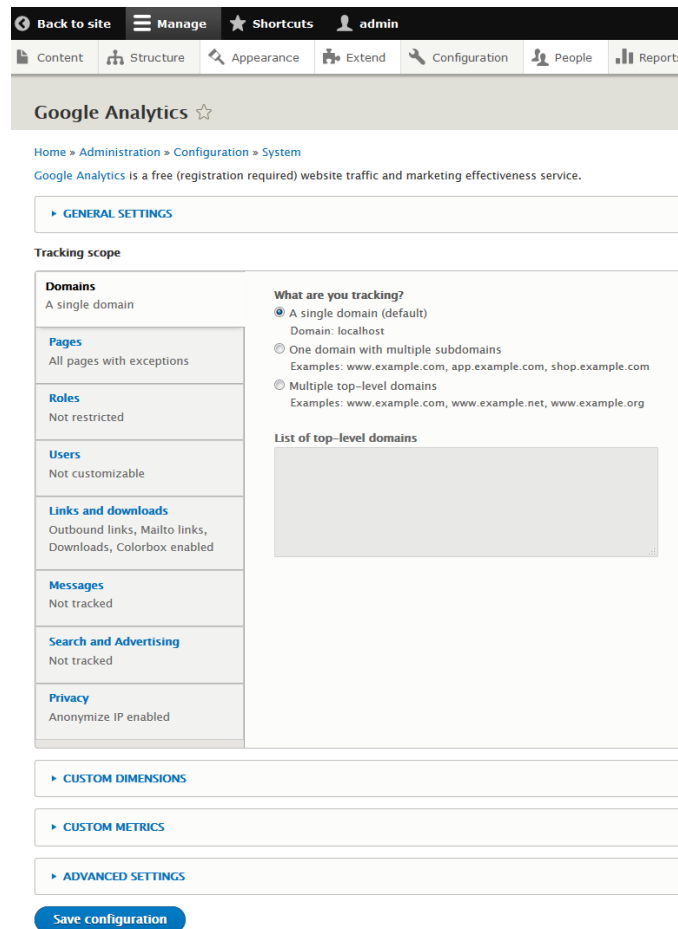 Back to site Manage Shortcuts admin
Content Structure Appearance Extend Configuration People Reports
Google Analytics
Home » Administration » Configuration » System
Google Analytics is a free (registration required) website traffic and marketing effectiveness service.
GENERAL SETTINGS
Tracking scope
Domains
A single domain
Pages
All pages with exceptions
Roles
Not restricted
Users
Not customizable
Links and downloads
Outbound links, Mailto links,
Downloads, Colorbox enabled
Messages
Not tracked
Search and Advertising
Not tracked
Privacy
Anonymize IP enabled
What are you tracking?
A single domain (default)
Domain: localhost
One domain with multiple subdomains
Examples: www.example.com, app.example.com, shop.example.com
Multiple top-level domains
Examples: www.example.com, www.example.net, www.example.org
List of top-level domains
CUSTOM DIMENSIONS
CUSTOM METRICS
ADVANCED SETTINGS
Save configuration